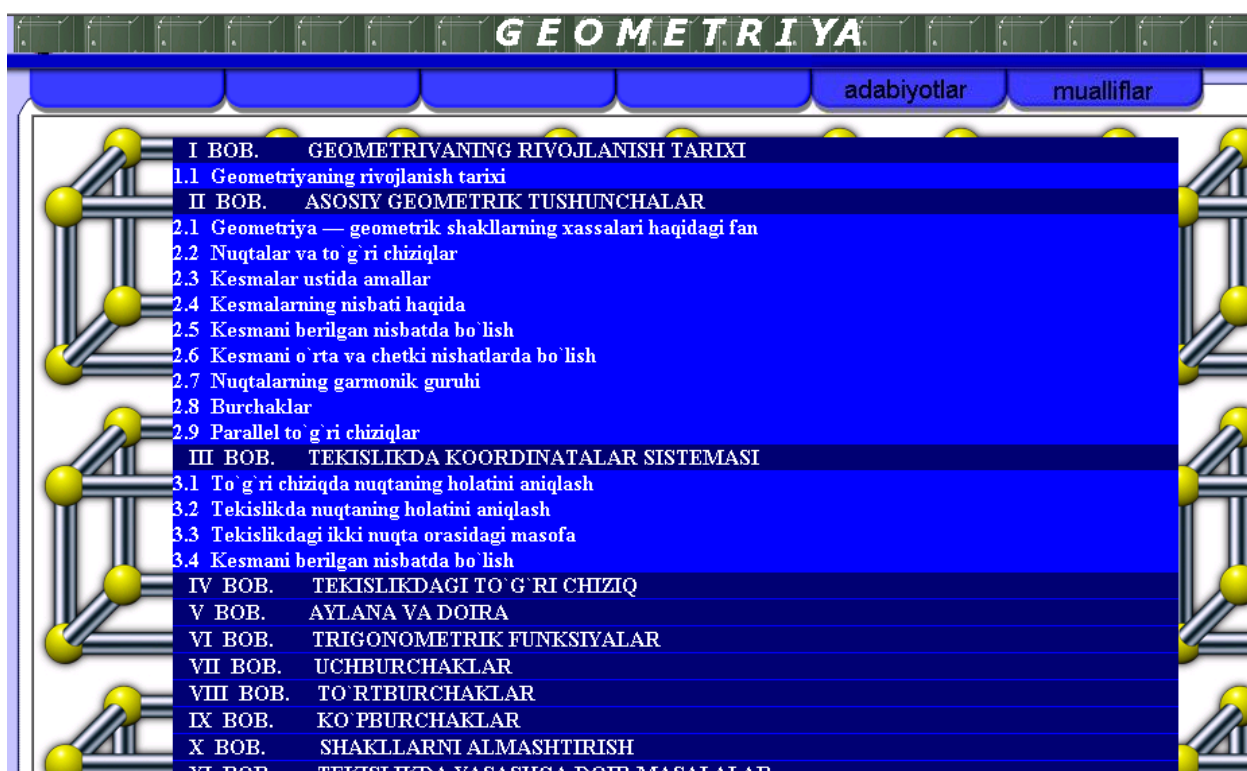 GEOMETRIYA
adabiyotlar mualliflar
I BOB. GEOMETRIVANING RIVOJLANISH TARIXI
1.1 Geometriyaning rivojlanish tarixi
II BOB. ASOSIY GEOMETRIK TUSHUNCHALAR
2.1 Geometriya — geometrik shakllarning xassalari haqidagi fan
2.2 Nuqtalar va to`g`ri chiziqlar
2.3 Kesmalar ustida amallar
2.4 Kesmalarning nisbati haqida
2.5 Kesmani berilgan nisbatda bo`lish
2.6 Kesmani o`rta va chetki nishatlarda bo`lish
2.7 Nuqtalarning garmonik guruhi
2.8 Burchaklar
2.9 Parallel to`g`ri chiziqlar
III BOB. TEKISLIKDA KOORDINATALAR SISTEMASI
3.1 To`g`ri chiziqda nuqtaning holatini aniqlash
3.2 Tekislikda nuqtaning holatini aniqlash
3.3 Tekislikdagi ikki nuqta orasidagi masofa
3.4 Kesmani berilgan nisbatda bo`lish
IV BOB. TEKISLIKDAGI TO`G`RI CHIZIQ
V BOB. AYLANA VA DOIRA
VI BOB. TRIGONOMETRIK FUNKSIYALAR
VII BOB. UCHBURCHAKLAR
VIII BOB. TO`RTBURCHAKLAR
IX BOB. KO`PBURCHAKLAR
X BOB. SHAKLLARNI ALMASHTIRISH
XI BOB. TEKISLIKDA YASASHGA DOIR MASALALAR